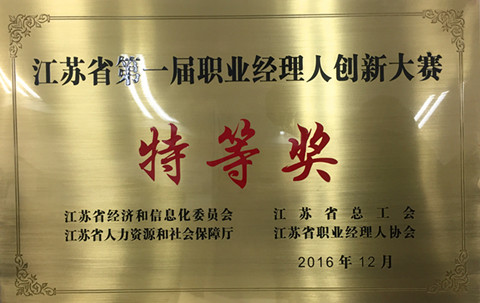 江苏省第一届职业经理人创新大赛
特等奖
江苏省经济和信息化委员会 江苏省总工会
江苏省人力资源和社会保障厅 江苏省职业经理人协会
2016年12月